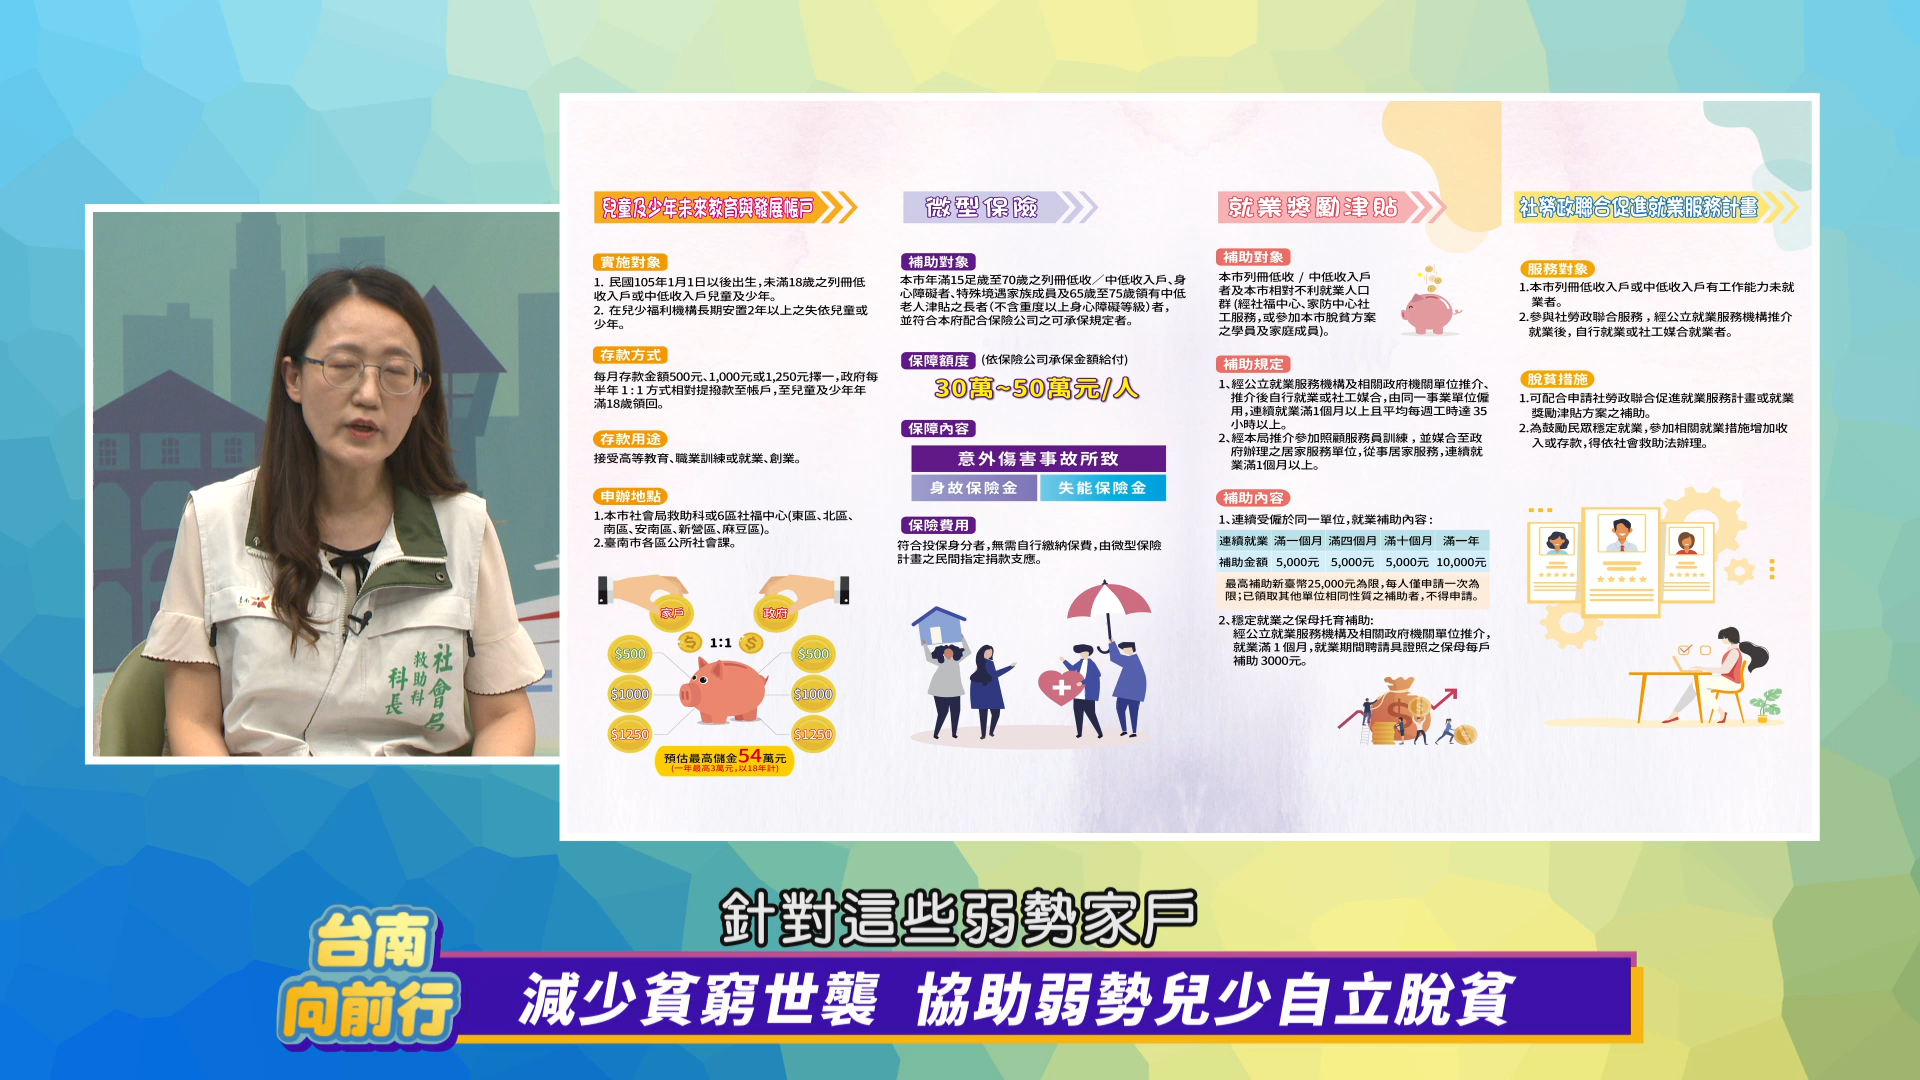 兒童及少年未來教育與發展帳戶
實施對象
1. 民國105年1月1日以後出生,未滿18歲之列冊低
收入戶或中低收入戶兒童及少年。
2. 在兒少福利機構長期安置2年以上之失依兒童或
少年。
存款方式
每月存款金額500元、1,000元或1,250元擇一,政府每
半年 1 : 1 方式相對提撥款至帳戶,至兒童及少年年
滿18歲領回。
存款用途
接受高等教育、職業訓練或就業、創業。
申辦地點
1.本市社會局救助科或6區社福中心(東區、北區、
南區、安南區、新營區、麻豆區)。
2.臺南市各區公所社會課。
家戶
政府
1:1
$500
$500
$1000
$1000
$1250
$1250
預估最高儲金54萬元
(一年最高3萬元,以18年計)
微型保險
補助對象
本市年滿15足歲至70歲之列冊低收／中低收入戶、身
心障礙者、特殊境遇家族成員及65歲至75歲領有中低
老人津貼之長者(不含重度以上身心障礙等級)者,
並符合本府配合保險公司之可承保規定者。
保障額度 (依保險公司承保金額給付)
30萬~50萬元/人
保障內容
意外傷害事故所致
身故保險金
失能保險金
保險費用
符合投保身分者,無需自行繳納保費,由微型保險
計畫之民間指定捐款支應。
就業獎勵津貼
補助對象
本市列冊低收 / 中低收入戶
者及本市相對不利就業人口
群 (經社福中心、家防中心社
工服務,或參加本市脫貧方案
之學員及家庭成員)。
補助規定
1、經公立就業服務機構及相關政府機關單位推介、
推介後自行就業或社工媒合,由同一事業單位僱
用,連續就業滿1個月以上且平均每週工時達 35
小時以上。
2、經本局推介參加照顧服務員訓練 , 並媒合至政
府辦理之居家服務單位,從事居家服務,連續就
業滿1個月以上。
補助內容
1、連續受僱於同一單位,就業補助內容 :
連續就業 滿一個月 滿四個月 滿十個月 滿一年
補助金額 5,000元 5,000元 5,000元 10,000元
最高補助新臺幣25,000元為限,每人僅申請一次為
限;已領取其他單位相同性質之補助者,不得申請。
2、穩定就業之保母托育補助:
經公立就業服務機構及相關政府機關單位推介,
就業滿 1 個月,就業期間聘請具證照之保母每戶
補助 3000元。
社勞政聯合促進就業服務計畫
服務對象
1.本市列冊低收入戶或中低收入戶有工作能力未就
業者。
2.參與社勞政聯合服務 , 經公立就業服務機構推介
就業後 , 自行就業或社工媒合就業者。
脫貧措施
1.可配合申請社勞政聯合促進就業服務計畫或就業
獎勵津貼方案之補助。
2.為鼓勵民眾穩定就業,參加相關就業措施增加收
入或存款,得依社會救助法辦理。
社會局
救助科
科長
針對這些弱勢家戶
台南
向前行
減少貧窮世襲 協助弱勢兒少自立脫貧